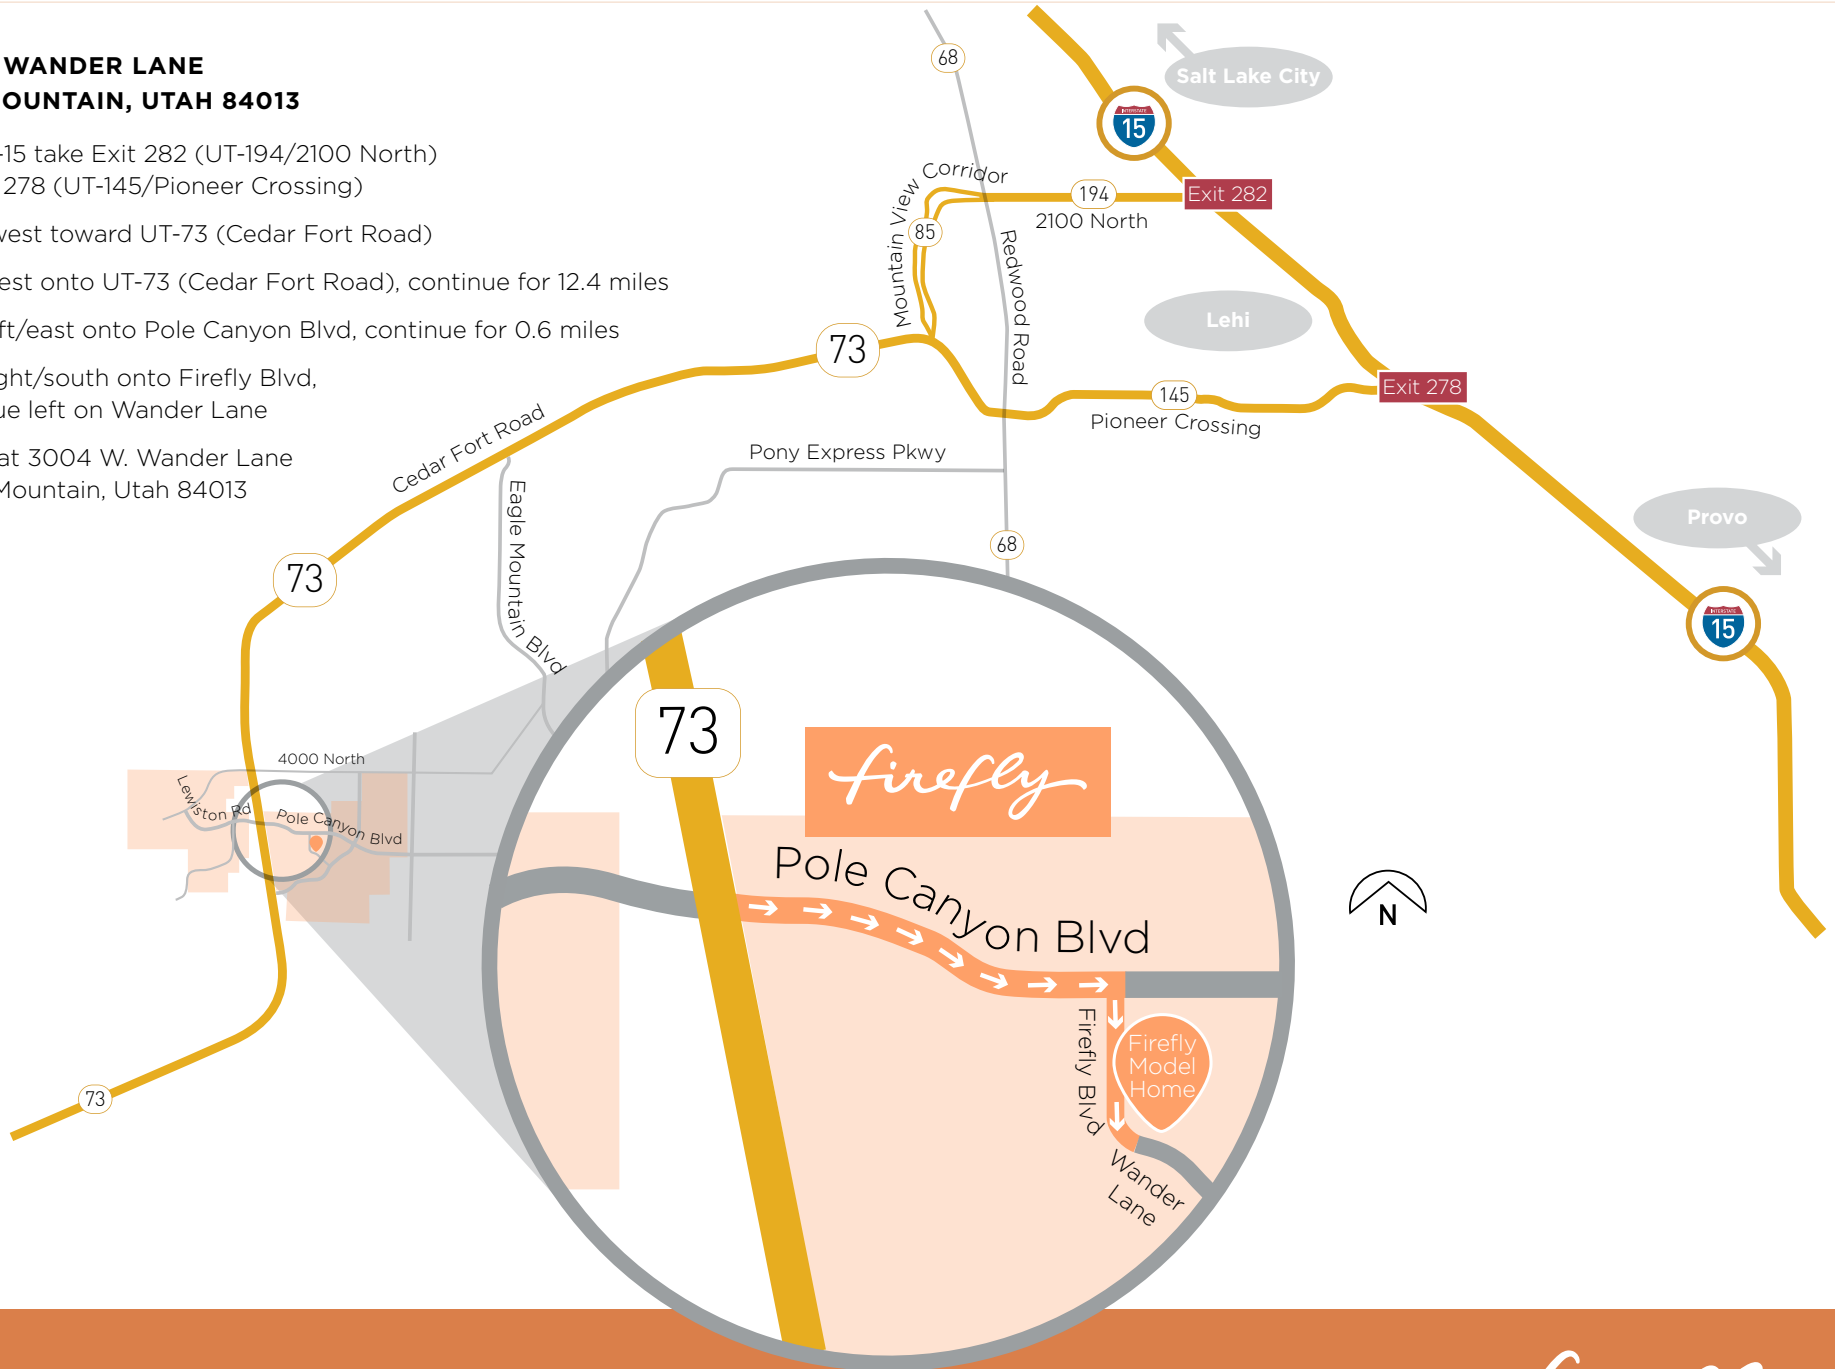 WANDER LANE
OUNTAIN, UTAH 84013
-15 take Exit 282 (UT-194/2100 North)
278 (UT-145/Pioneer Crossing)
west toward UT-73 (Cedar Fort Road)
est onto UT-73 (Cedar Fort Road), continue for 12.4 miles
ft/east onto Pole Canyon Blvd, continue for 0.6 miles
ght/south onto Firefly Blvd,
ue left on Wander Lane
at 3004 W. Wander Lane
Mountain, Utah 84013
68
Salt Lake City
INTERSTATE
15
Mountain View Corridor
194
Exit 282
2100 North
85
Redwood Road
Lehi
73
Exit 278
145
Pioneer Crossing
Cedar Fort Road
Pony Express Pkwy
Eagle Mountain Blvd
68
Provo
73
INTERSTATE
15
73
firefly
4000 North
Lewiston Rd
Pole Canyon Blvd
Pole Canyon Blvd
N
Firefly Blvd
Firefly
Model
Home
73
Wander
Lane